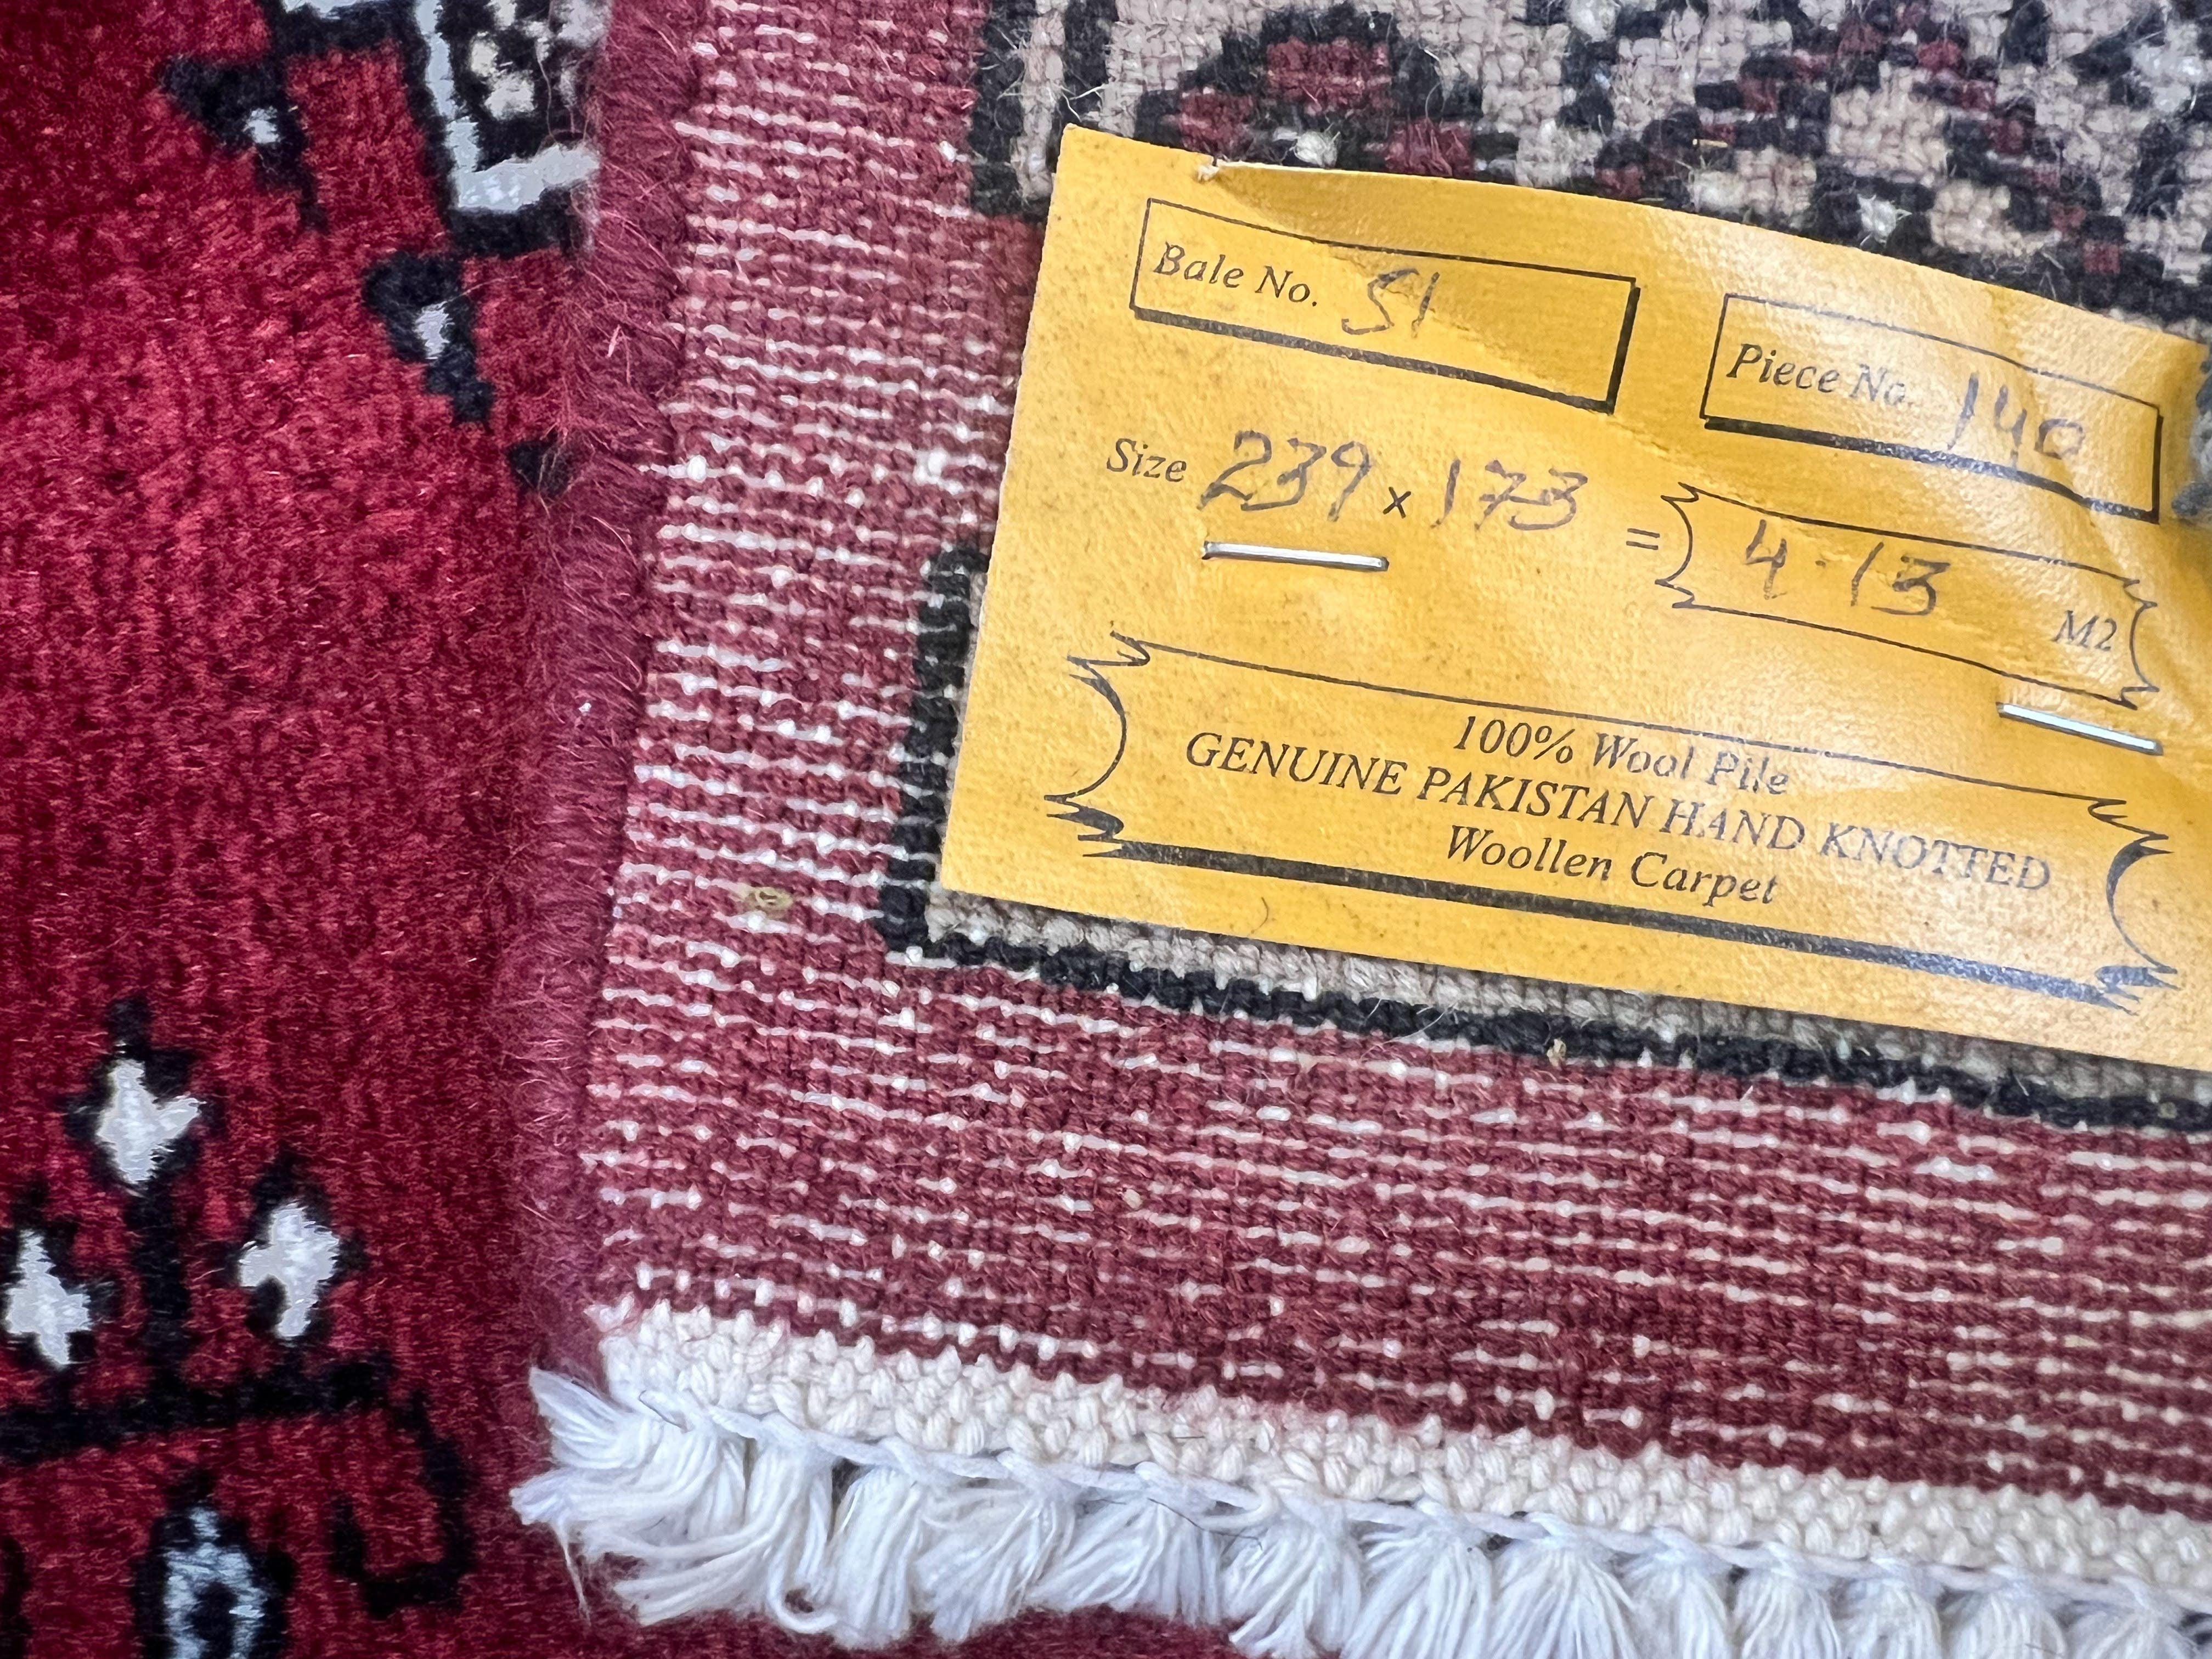 Bale No. 51
Piece No. 140
Size 239 x 173 = 4.13 M2
100% Wool Pile
GENUINE PAKISTAN HAND KNOTTED
Woollen Carpet